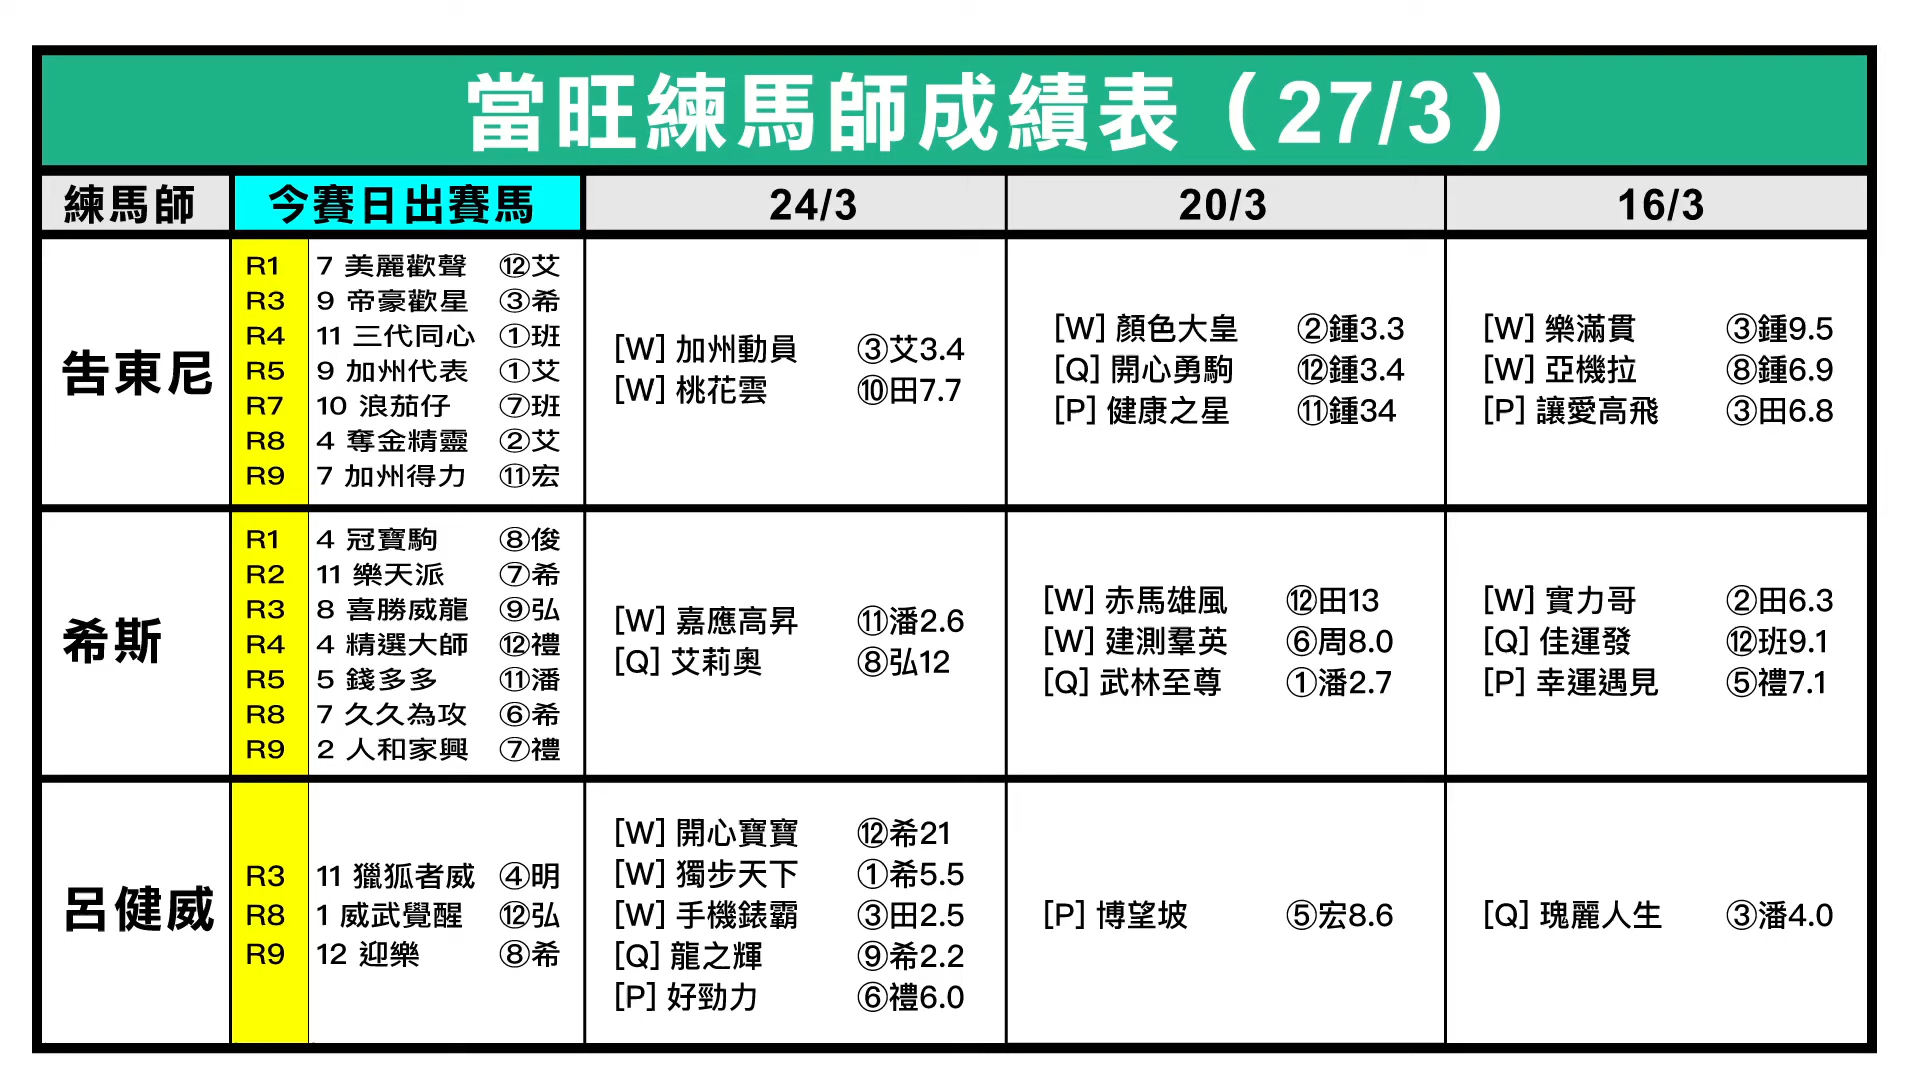 當旺練馬師成績表（27/3）
練馬師 今賽日出賽馬 24/3 20/3 16/3
告東尼
R1 7 美麗歡聲 ⑫艾
R3 9 帝豪歡星 ③希
R4 11 三代同心 ①班
R5 9 加州代表 ①艾
R7 10 浪茄仔 ⑦班
R8 4 奪金精靈 ②艾
R9 7 加州得力 ⑪宏
[W] 加州動員 ③艾3.4
[W] 桃花雲 ⑩田7.7
[W] 顏色大皇 ②鍾3.3
[Q] 開心勇駒 ⑫鍾3.4
[P] 健康之星 ⑪鍾34
[W] 樂滿貫 ③鍾9.5
[W] 亞機拉 ⑧鍾6.9
[P] 讓愛高飛 ③田6.8
希斯
R1 4 冠寶駒 ⑧俊
R2 11 樂天派 ⑦希
R3 8 喜勝威龍 ⑨弘
R4 4 精選大師 ⑫禮
R5 5 錢多多 ⑪潘
R8 7 久久為攻 ⑥希
R9 2 人和家興 ⑦禮
[W] 嘉應高昇 ⑪潘2.6
[Q] 艾莉奧 ⑧弘12
[W] 赤馬雄風 ⑫田13
[W] 建測羣英 ⑥周8.0
[Q] 武林至尊 ①潘2.7
[W] 實力哥 ②田6.3
[Q] 佳運發 ⑫班9.1
[P] 幸運遇見 ⑤禮7.1
呂健威
R3 11 獵狐者威 ④明
R8 1 威武覺醒 ⑫弘
R9 12 迎樂 ⑧希
[W] 開心寶寶 ⑫希21
[W] 獨步天下 ①希5.5
[W] 手機錶霸 ③田2.5
[Q] 龍之輝 ⑨希2.2
[P] 好勁力 ⑥禮6.0
[P] 博望坡 ⑤宏8.6
[Q] 瑰麗人生 ③潘4.0